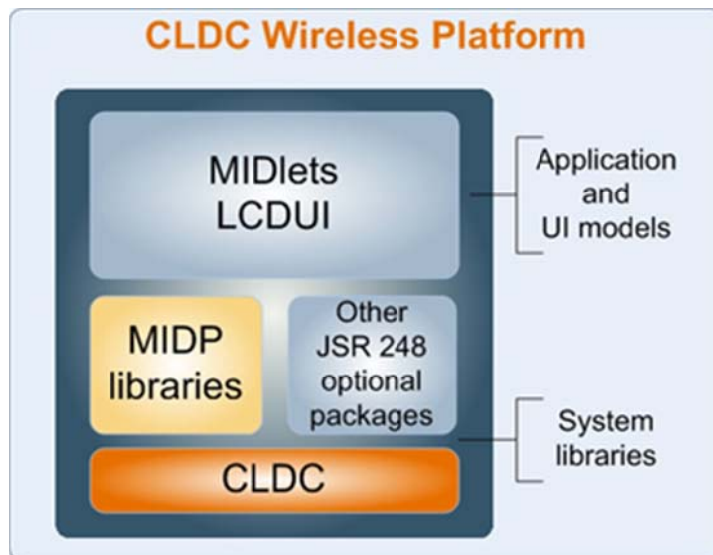 CLDC Wireless Platform
MIDlets
LCDUI
Application
and
UI models
MIDP
libraries
Other
JSR 248
optional
packages
System
libraries
CLDC